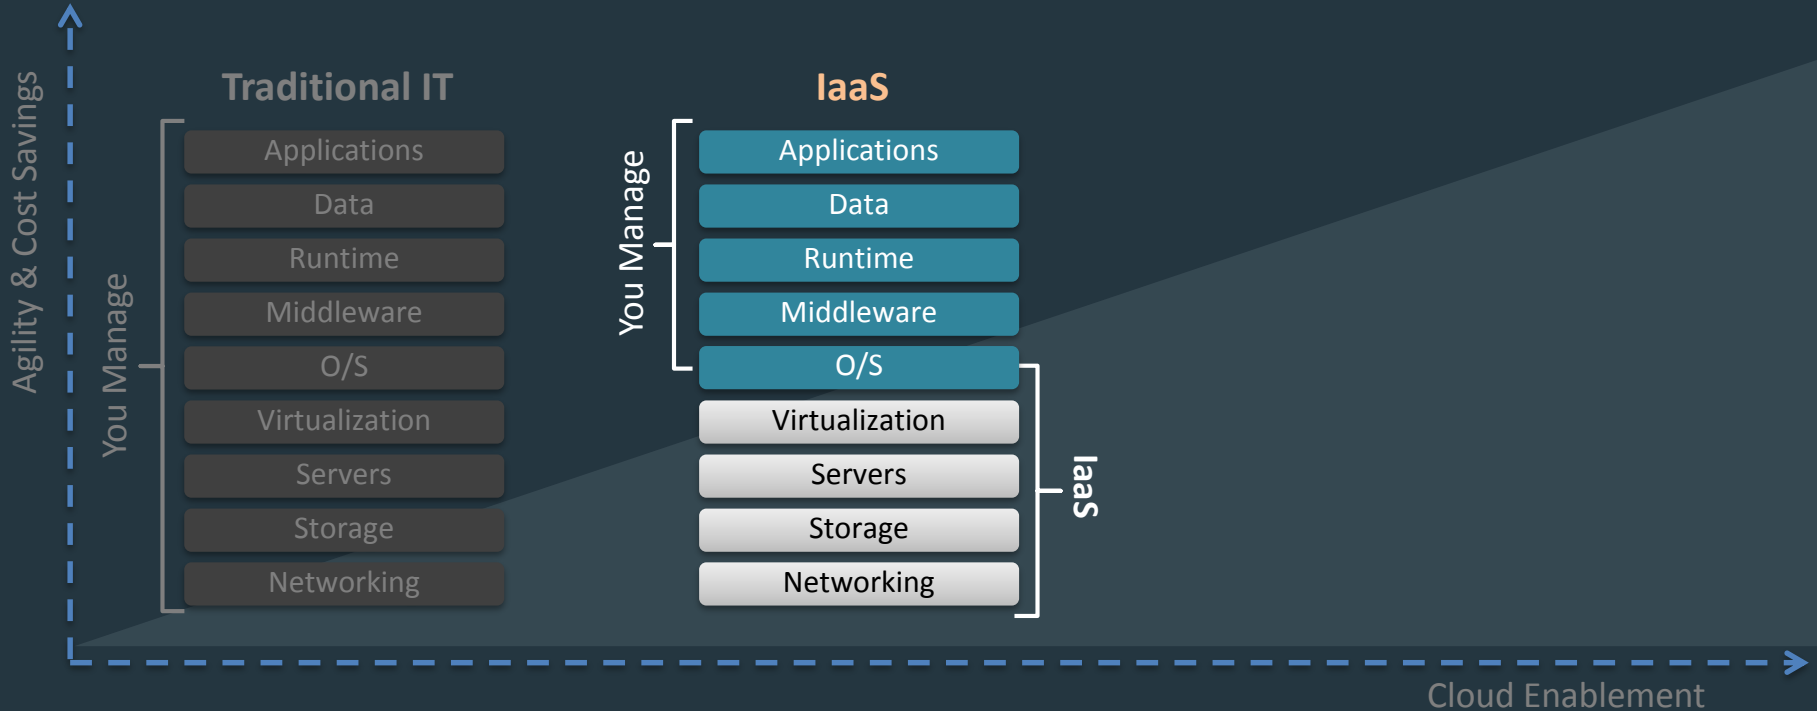 Agility & Cost Savings
Traditional IT
You Manage
Applications
Data
Runtime
Middleware
O/S
Virtualization
Servers
Storage
Networking
IaaS
You Manage
Applications
Data
Runtime
Middleware
O/S
Virtualization
Servers
Storage
Networking
IaaS
Cloud Enablement